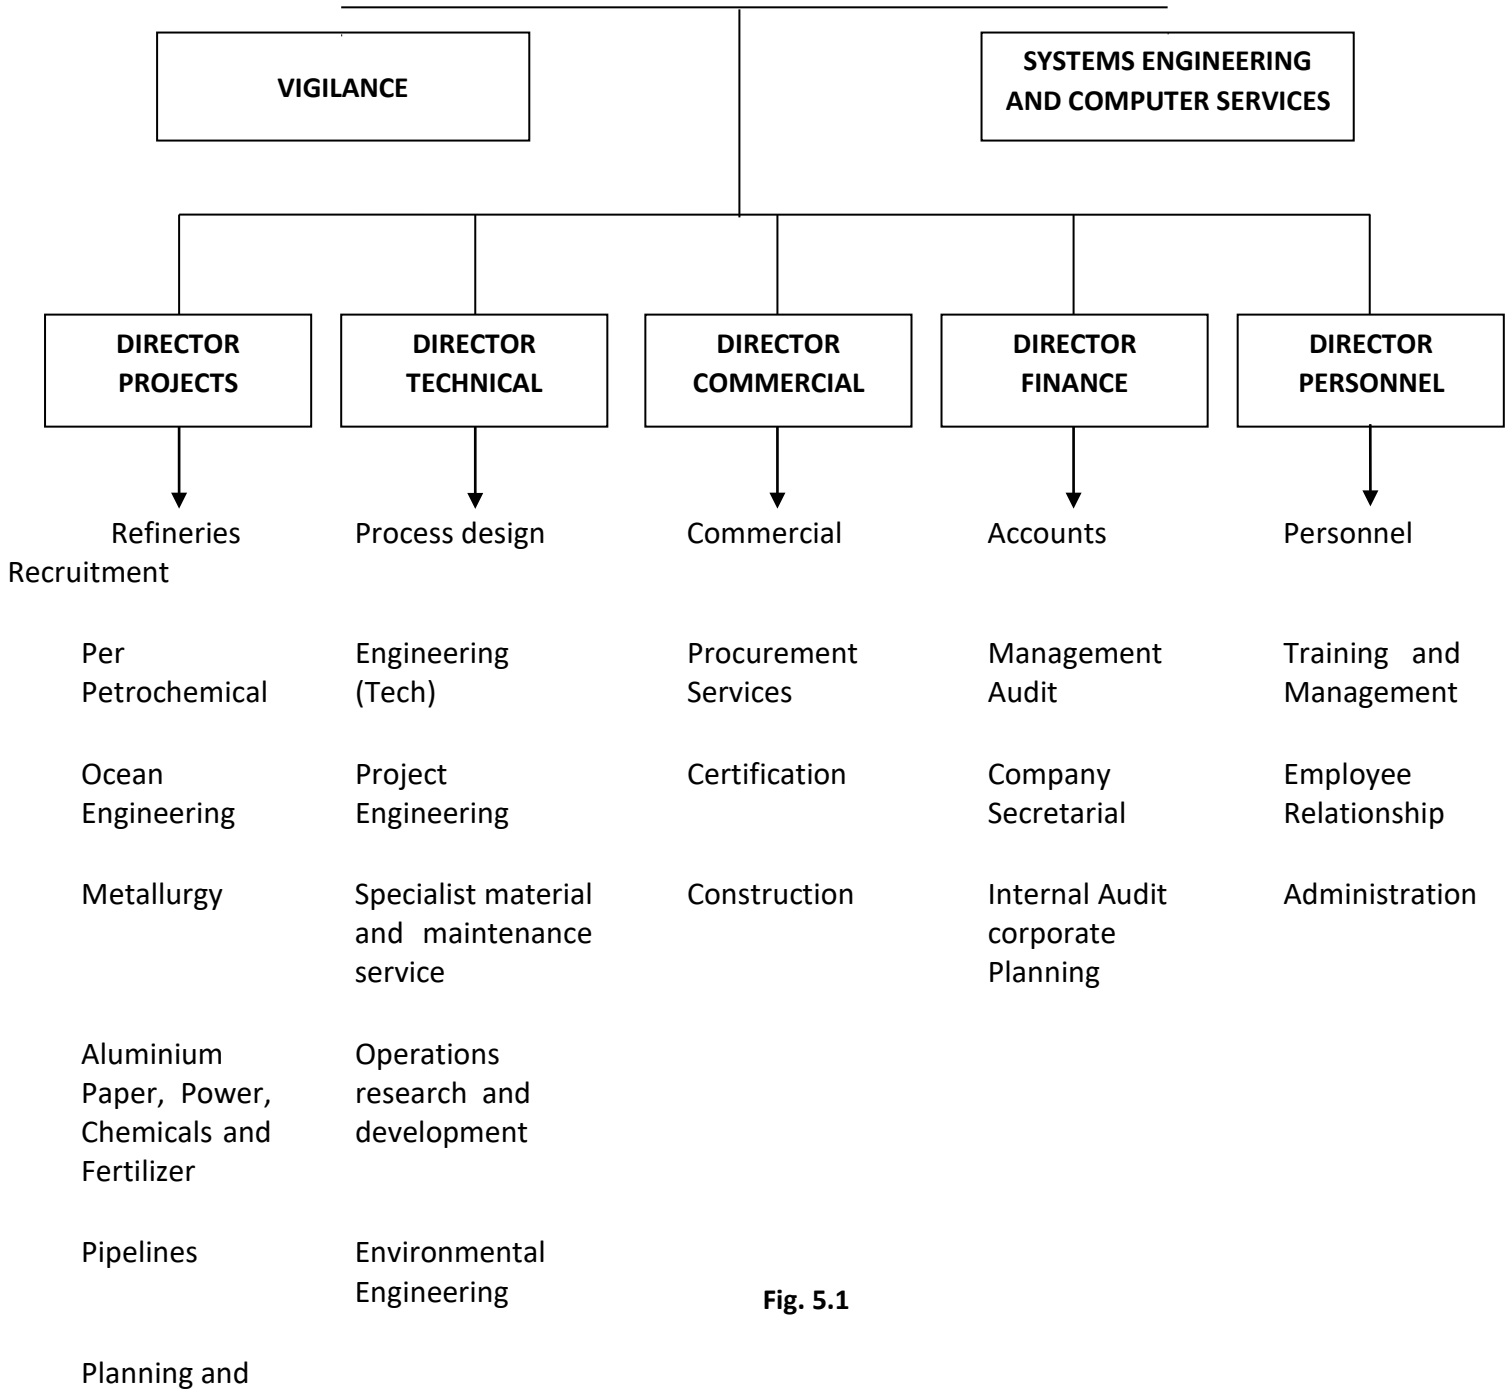 VIGILANCE
SYSTEMS ENGINEERING
AND COMPUTER SERVICES
DIRECTOR
PROJECTS
DIRECTOR
TECHNICAL
DIRECTOR
COMMERCIAL
DIRECTOR
FINANCE
DIRECTOR
PERSONNEL
Refineries Process design Commercial Accounts Personnel
Recruitment
Per Engineering Procurement Management Training and
Petrochemical (Tech) Services Audit Management
Ocean Project Certification Company Employee
Engineering Engineering Secretarial Relationship
Metallurgy Specialist material Construction Internal Audit Administration
and maintenance corporate
service Planning
Aluminium Operations
Paper, Power, research and
Chemicals and development
Fertilizer
Pipelines Environmental
Engineering
Fig. 5.1
Planning and